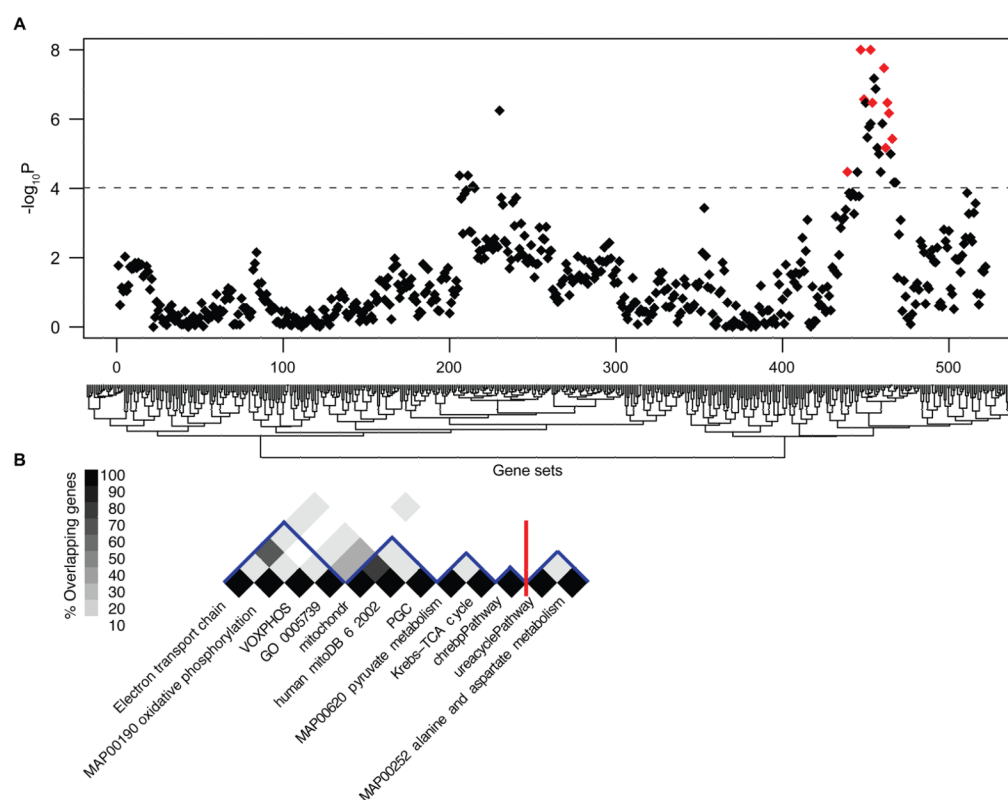 A
8
6
4
2
0
-log10P
0 100 200 300 400 500
Gene sets
B
% Overlapping genes
100
90
80
70
60
50
40
30
20
10
Electron transport chain
MAP00190 oxidative phosphorylation
VOXPHOS
GO 0005739
mitochondr
human mitoDB 6 2002
PGC
MAP00620 pyruvate metabolism
Krebs-TCA cycle
chrebpPathway
ureacyclePathway
MAP00252 alanine and aspartate metabolism